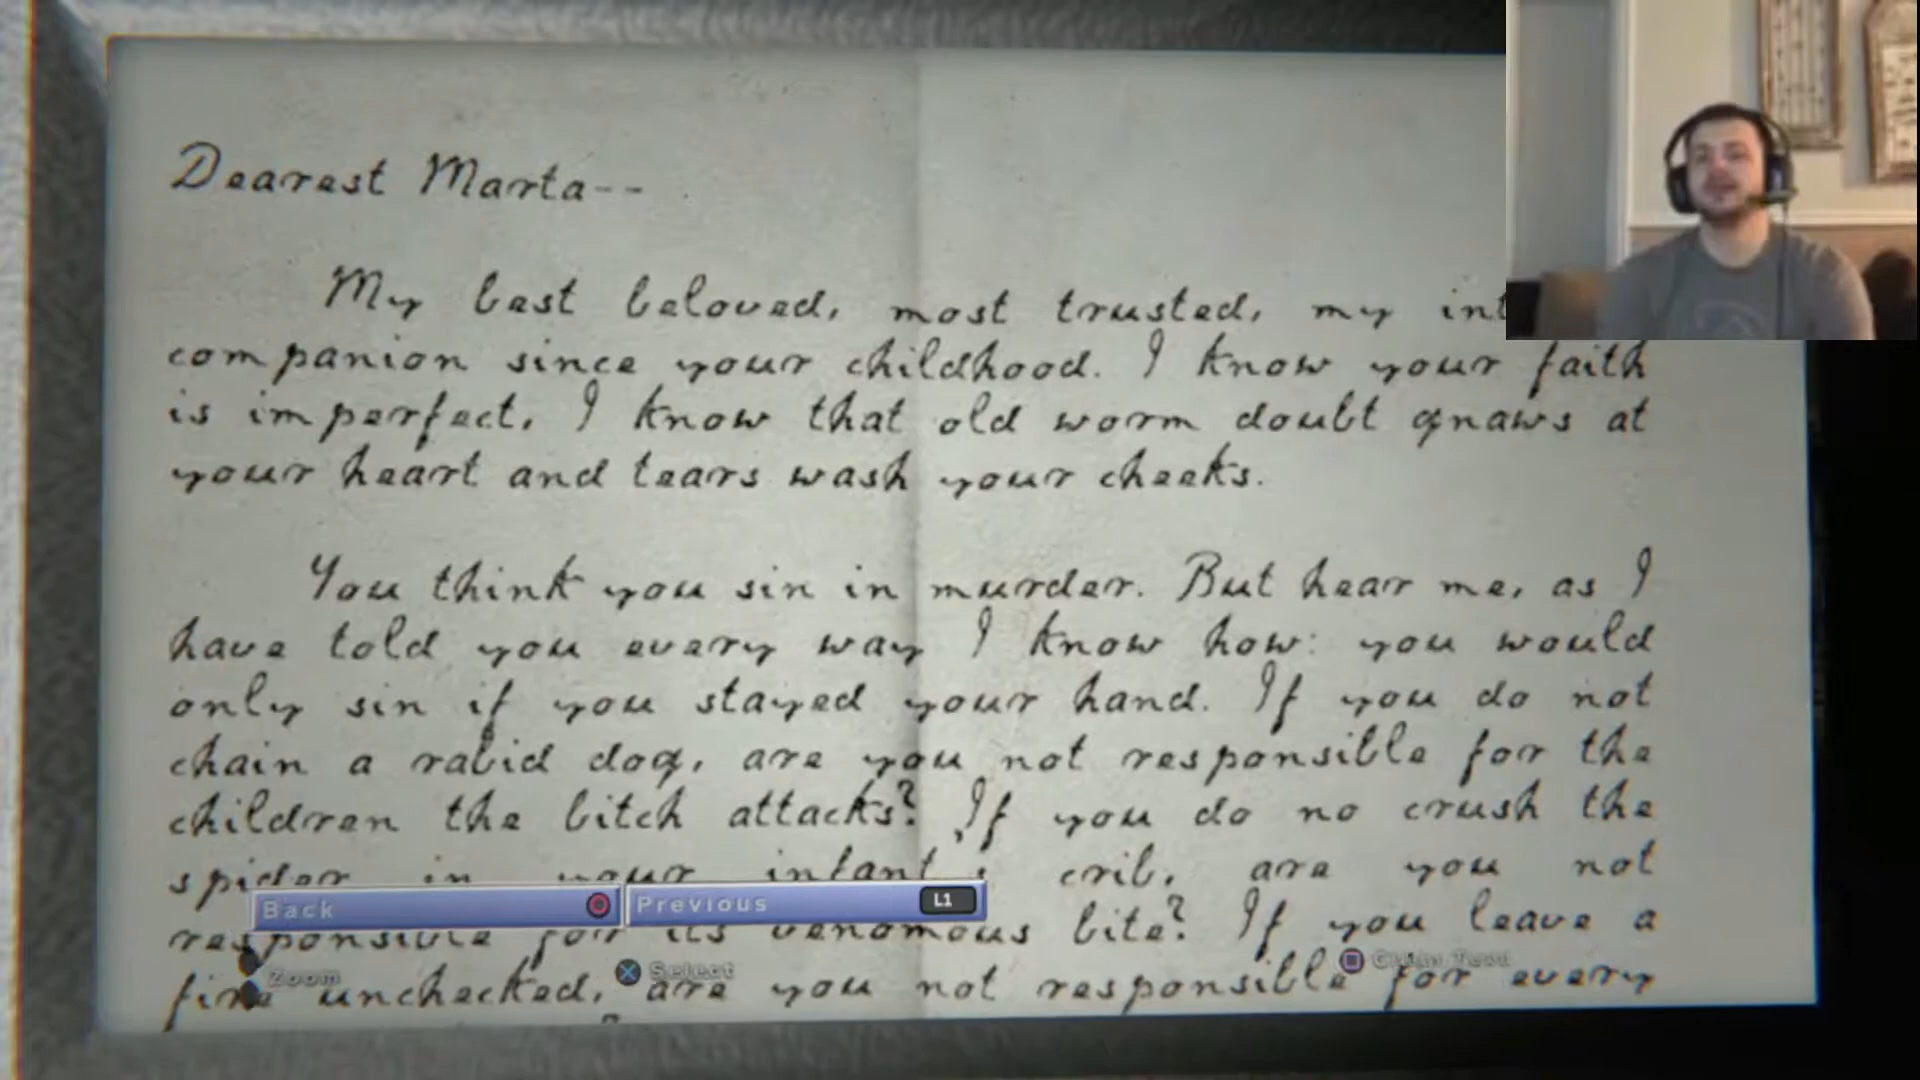 Dearest Marta--
My best beloved, most trusted, my int
companion since your childhood. I know your faith
is imperfect, I know that old worm doubt gnaws at
your heart and tears wash your cheeks.
You think you sin in murder. But hear me, as I
have told you every way I know how: you would
only sin if you stayed your hand. If you do not
chain a rabid dog, are you not responsible for the
children the bitch attacks? If you do no crush the
spider in your infant's crib, are you not
Back
Previous L1
responsible for its venomous bite? If you leave a
Zoom
Select
fire unchecked, are you not responsible for every